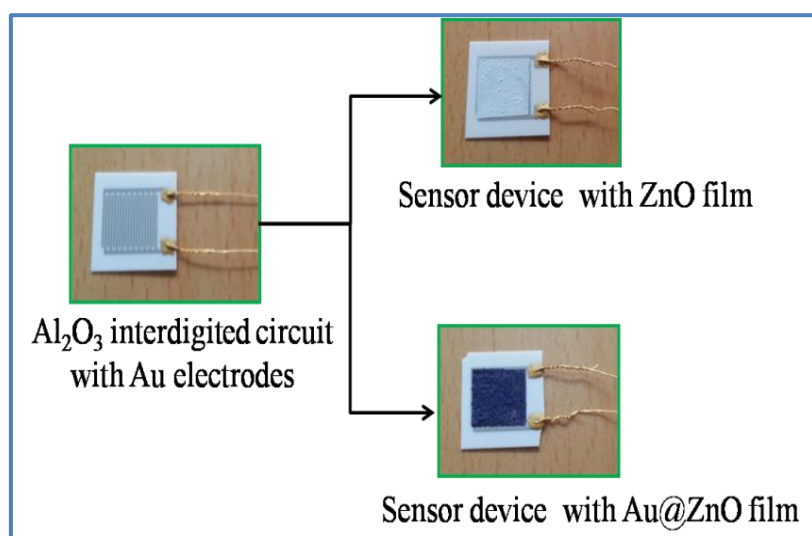 Sensor device with ZnO film
Al₂O₃ interdigited circuit
with Au electrodes
Sensor device with Au@ZnO film